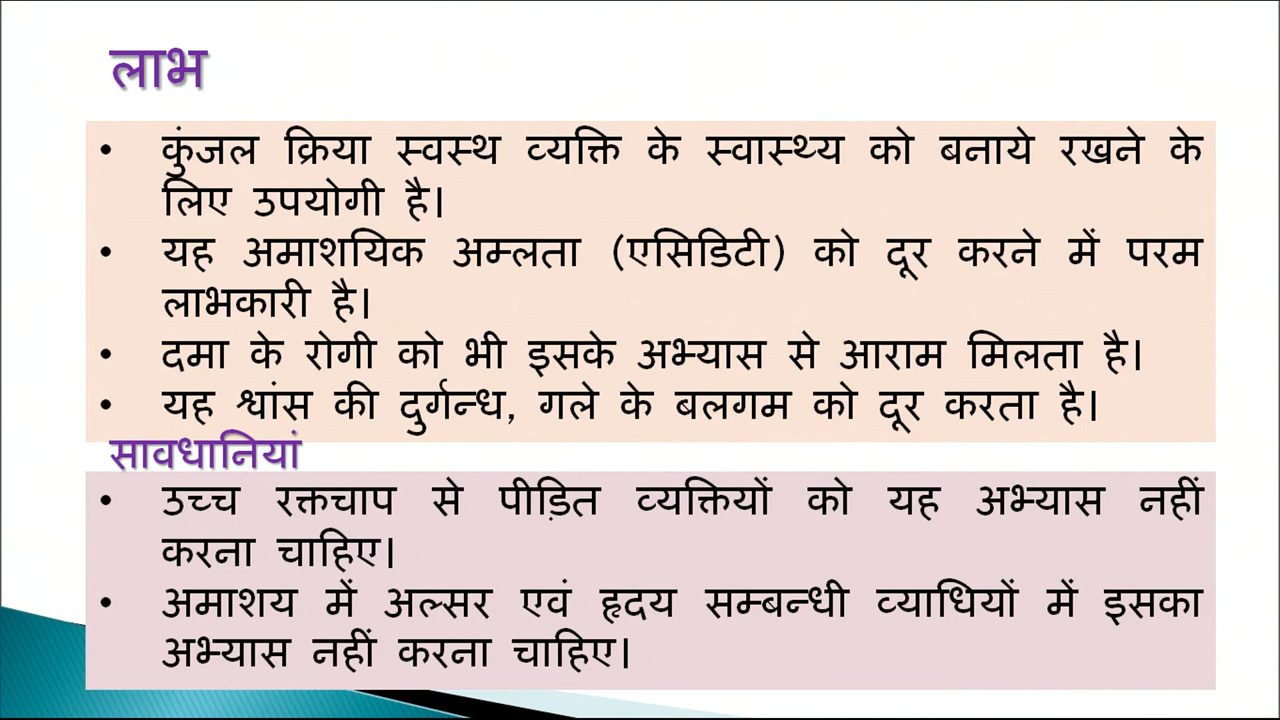 लाभ
• कुंजल क्रिया स्वस्थ व्यक्ति के स्वास्थ्य को बनाये रखने के
लिए उपयोगी है।
• यह अमाशयिक अम्लता (एसिडिटी) को दूर करने में परम
लाभकारी है।
• दमा के रोगी को भी इसके अभ्यास से आराम मिलता है।
• यह श्वांस की दुर्गन्ध, गले के बलगम को दूर करता है।
सावधानियां
• उच्च रक्तचाप से पीड़ित व्यक्तियों को यह अभ्यास नहीं
करना चाहिए।
• अमाशय में अल्सर एवं हृदय सम्बन्धी व्याधियों में इसका
अभ्यास नहीं करना चाहिए।